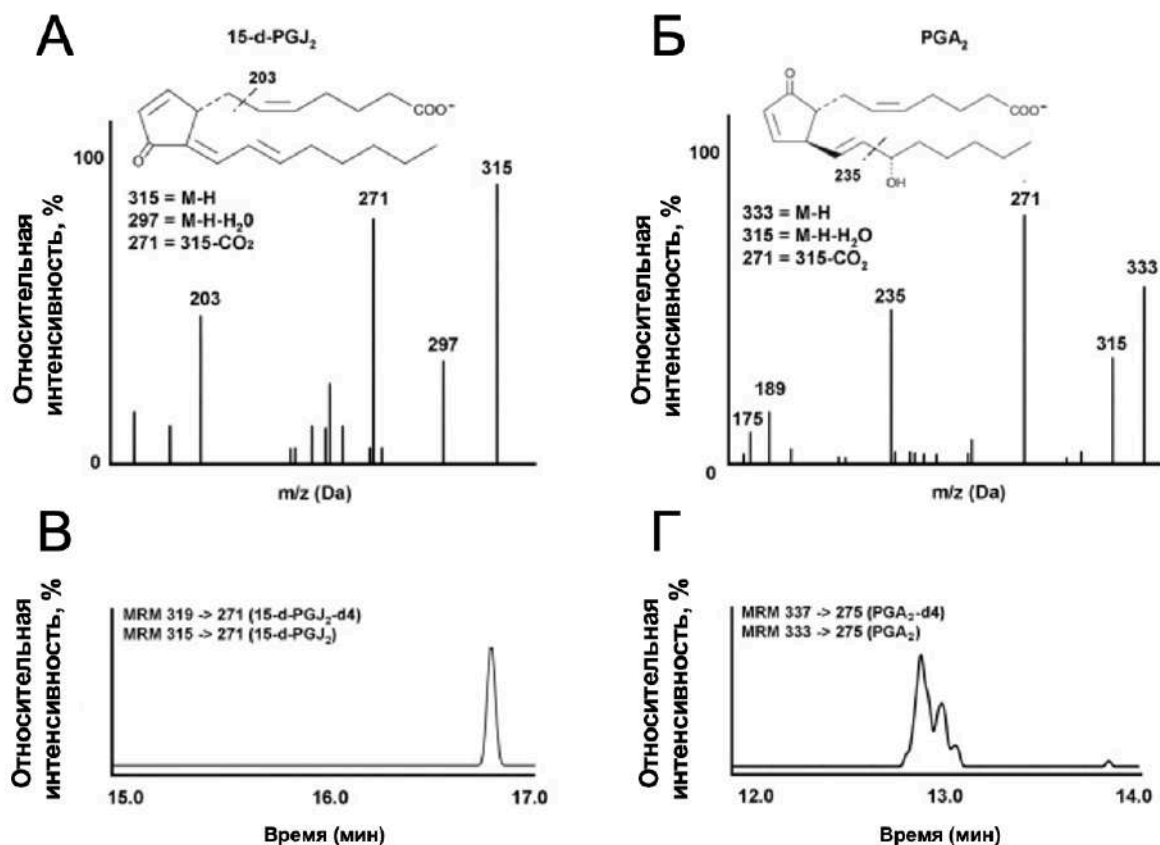 А
15-d-PGJ₂
203
COO⁻
O
100
315
315 = M-H
297 = M-H-H₂0
271 = 315-CO₂
271
203
297
0
Относительная
интенсивность, %
m/z (Da)
Б
PGA₂
O
COO⁻
235
OH
100
271
333 = M-H
315 = M-H-H₂O
271 = 315-CO₂
333
235
315
189
175
0
Относительная
интенсивность, %
m/z (Da)
В
MRM 319 -> 271 (15-d-PGJ₂-d4)
MRM 315 -> 271 (15-d-PGJ₂)
Относительная
интенсивность, %
15.0 16.0 17.0
Время (мин)
Г
MRM 337 -> 275 (PGA₂-d4)
MRM 333 -> 275 (PGA₂)
Относительная
интенсивность, %
12.0 13.0 14.0
Время (мин)